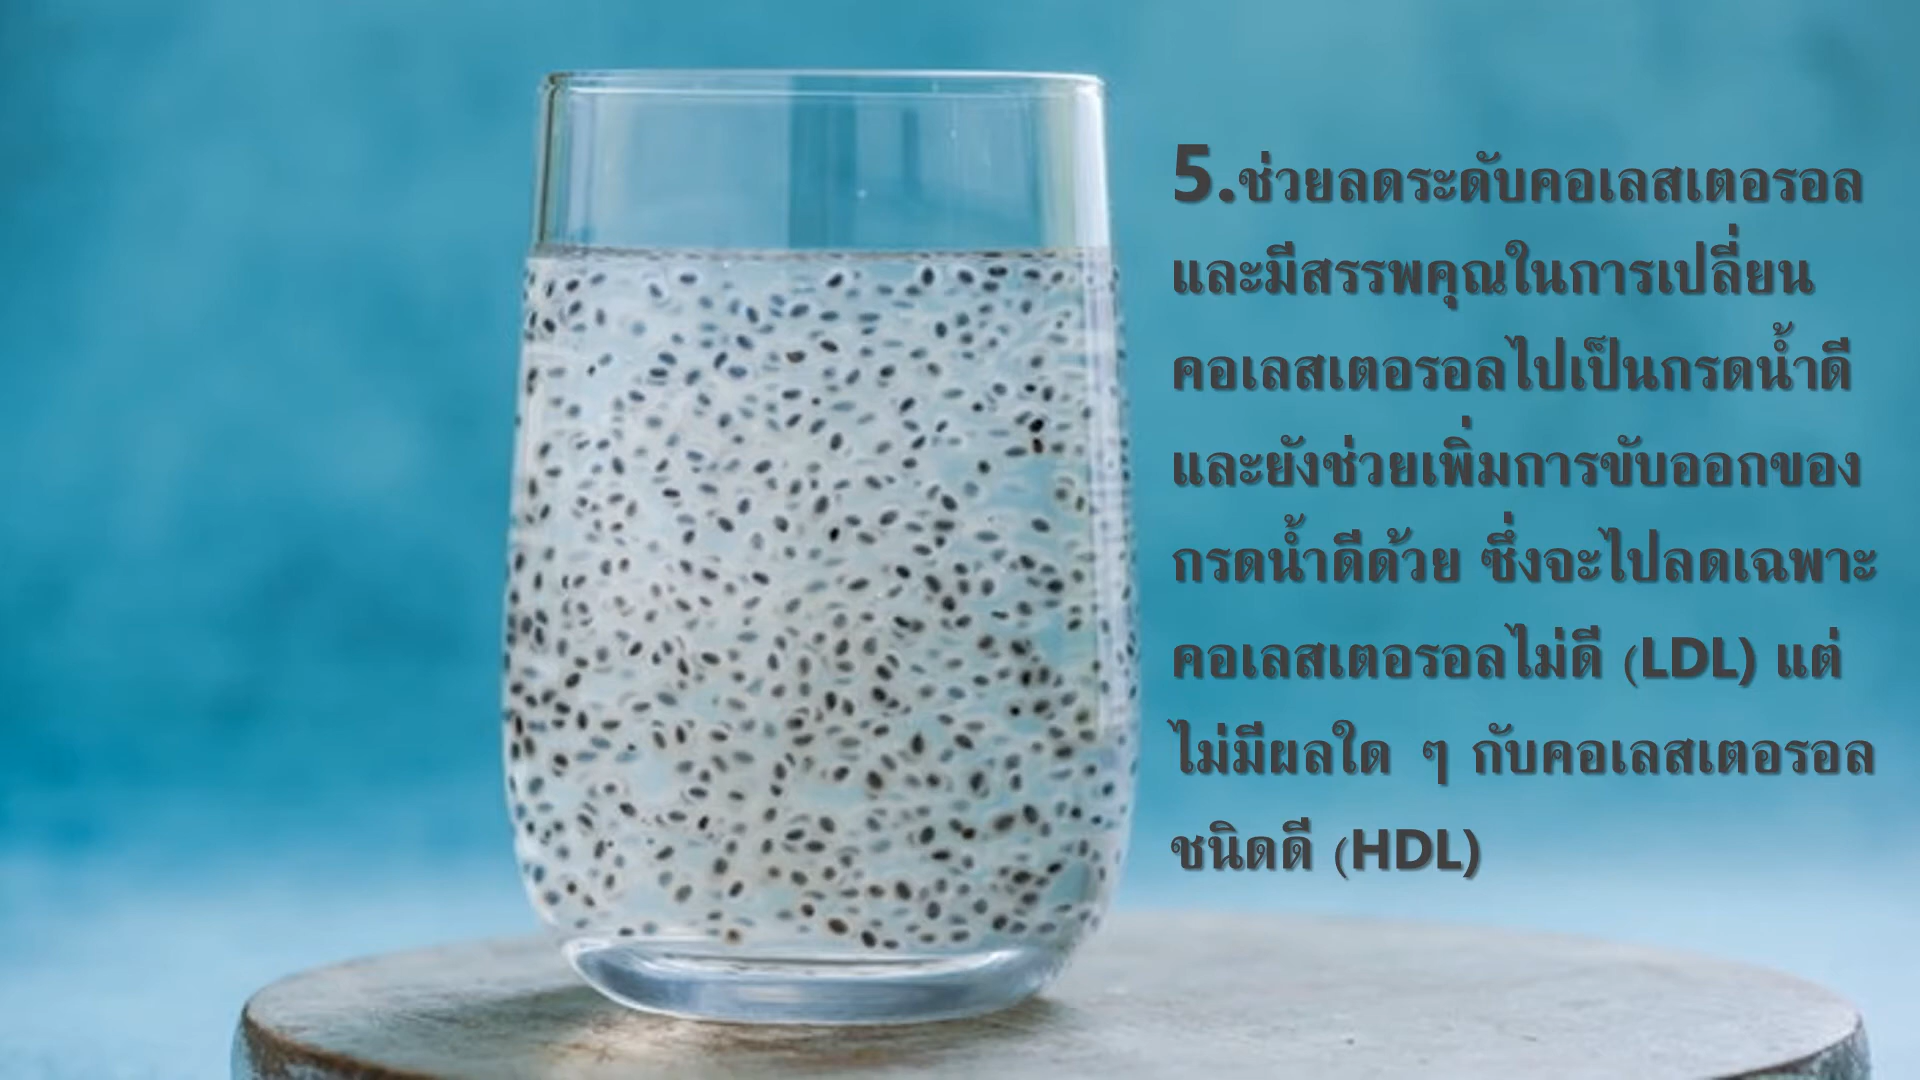 5.ช่วยลดระดับคอเลสเตอรอล
และมีสรรพคุณในการเปลี่ยน
คอเลสเตอรอลไปเป็นกรดน้ำดี
และยังช่วยเพิ่มการขับออกของ
กรดน้ำดีด้วย ซึ่งจะไปลดเฉพาะ
คอเลสเตอรอลไม่ดี (LDL) แต่
ไม่มีผลใด ๆ กับคอเลสเตอรอล
ชนิดดี (HDL)